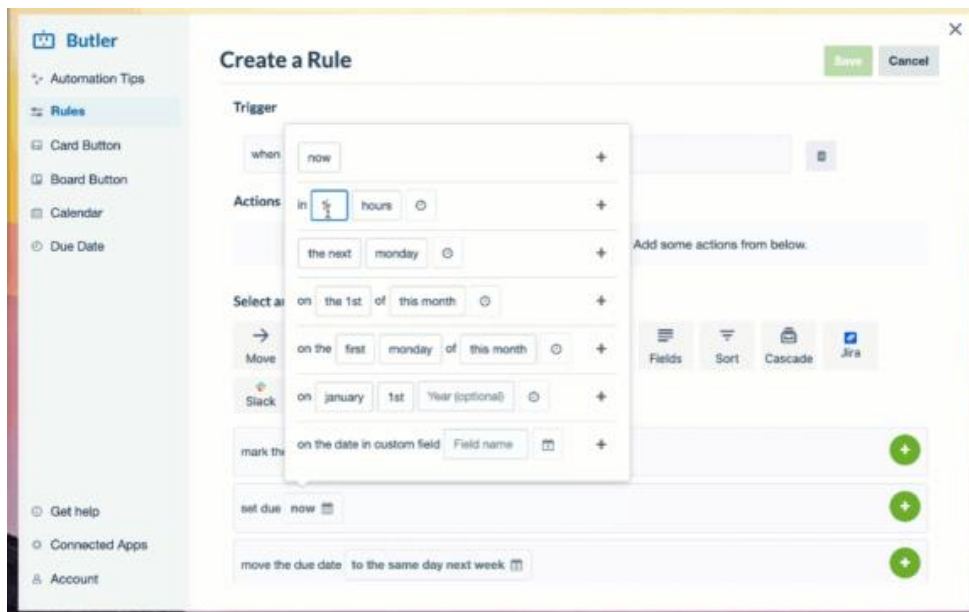 Butler
Automation Tips
Rules
Card Button
Board Button
Calendar
Due Date
Get help
Connected Apps
Account
Create a Rule
Save
Cancel
Trigger
when
now
Actions
in hours
Add some actions from below.
the next monday
Select a
on the 1st of this month
Move
on the first monday of this month
Fields
Sort
Cascade
Jira
Slack
on january 1st Year (optional)
on the date in custom field Field name
mark th
set due now
move the due date to the same day next week